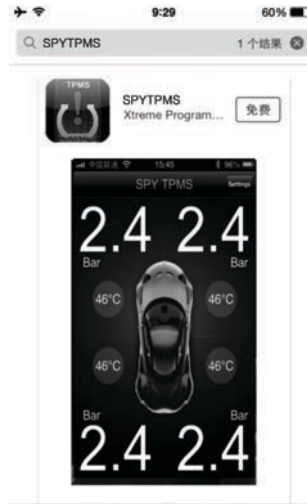 9:29 60%
SPYTPMS 1 个结果
TPMS
SPYTPMS
Xtreme Program... 免费
15:45 86%
SPY TPMS Settings
2.4 2.4
Bar Bar
46°C 46°C
46°C 46°C
Bar Bar
2.4 2.4